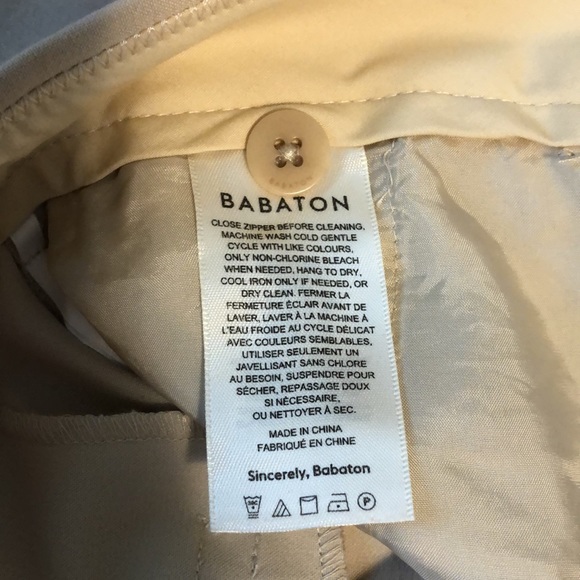 BABATON
BABATON
CLOSE ZIPPER BEFORE CLEANING,
MACHINE WASH COLD GENTLE
CYCLE WITH LIKE COLOURS,
ONLY NON-CHLORINE BLEACH
WHEN NEEDED, HANG TO DRY,
COOL IRON ONLY IF NEEDED, OR
DRY CLEAN. FERMER LA
FERMETURE ÉCLAIR AVANT DE
LAVER, LAVER À LA MACHINE À
L'EAU FROIDE AU CYCLE DÉLICAT
AVEC COULEURS SEMBLABLES,
UTILISER SEULEMENT UN
JAVELLISANT SANS CHLORE
AU BESOIN, SUSPENDRE POUR
SÉCHER, REPASSAGE DOUX
SI NÉCESSAIRE,
OU NETTOYER À SEC.
MADE IN CHINA
FABRIQUÉ EN CHINE
Sincerely, Babaton
P